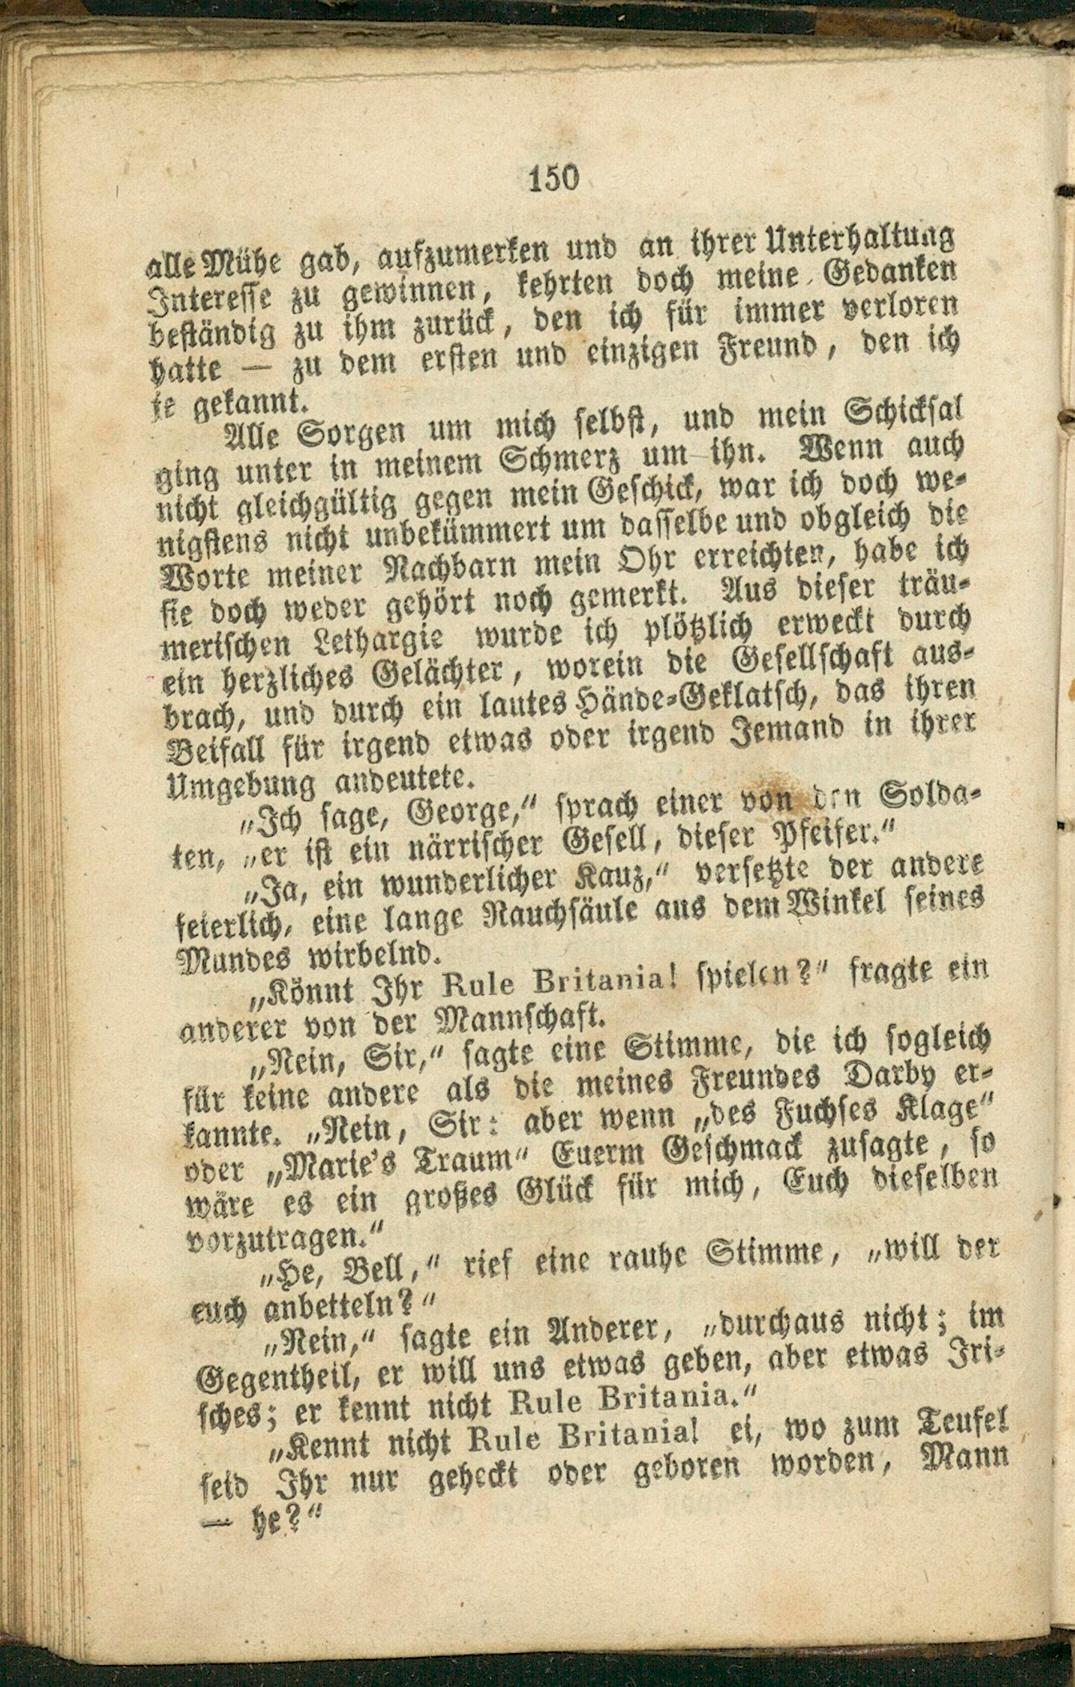 150
alle Mühe gab, aufzumerken und an ihrer Unterhaltung
Interesse zu gewinnen, kehrten doch meine Gedanken
beständig zu ihm zurück, den ich für immer verloren
hatte — zu dem ersten und einzigen Freund, den ich
je gekannt.
Alle Sorgen um mich selbst, und mein Schicksal
ging unter in meinem Schmerz um ihn. Wenn auch
nicht gleichgültig gegen mein Geschick, war ich doch we-
nigstens nicht unbekümmert um dasselbe und obgleich die
Worte meiner Nachbarn mein Ohr erreichten, habe ich
sie doch weder gehört noch gemerkt. Aus dieser träu-
merischen Lethargie wurde ich plötzlich erweckt durch
ein herzliches Gelächter, worein die Gesellschaft aus-
brach, und durch ein lautes Hände-Geklatsch, das ihren
Beifall für irgend etwas oder irgend Jemand in ihrer
Umgebung andeutete.
„Ich sage, George,“ sprach einer von den Solda-
ten, „er ist ein närrischer Gesell, dieser Pfeifer.“
„Ja, ein wunderlicher Kauz,“ versetzte der andere
feierlich, eine lange Rauchsäule aus dem Winkel seines
Mundes wirbelnd.
„Könnt Ihr Rule Britania! spielen?“ fragte ein
anderer von der Mannschaft.
„Nein, Sir,“ sagte eine Stimme, die ich sogleich
für keine andere als die meines Freundes Darby er-
kannte. „Nein, Sir: aber wenn „des Fuchses Klage“
oder „Marie's Traum“ Euerm Geschmack zusagte, so
wäre es ein großes Glück für mich, Euch dieselben
vorzutragen.“
„He, Bell,“ rief eine rauhe Stimme, „will der
euch anbetteln?“
„Nein,“ sagte ein Anderer, „durchaus nicht; im
Gegentheil, er will uns etwas geben, aber etwas Iri-
sches; er kennt nicht Rule Britania.“
„Kennt nicht Rule Britania! ei, wo zum Teufel
seid Ihr nur geheckt oder geboren worden, Mann
— he?“